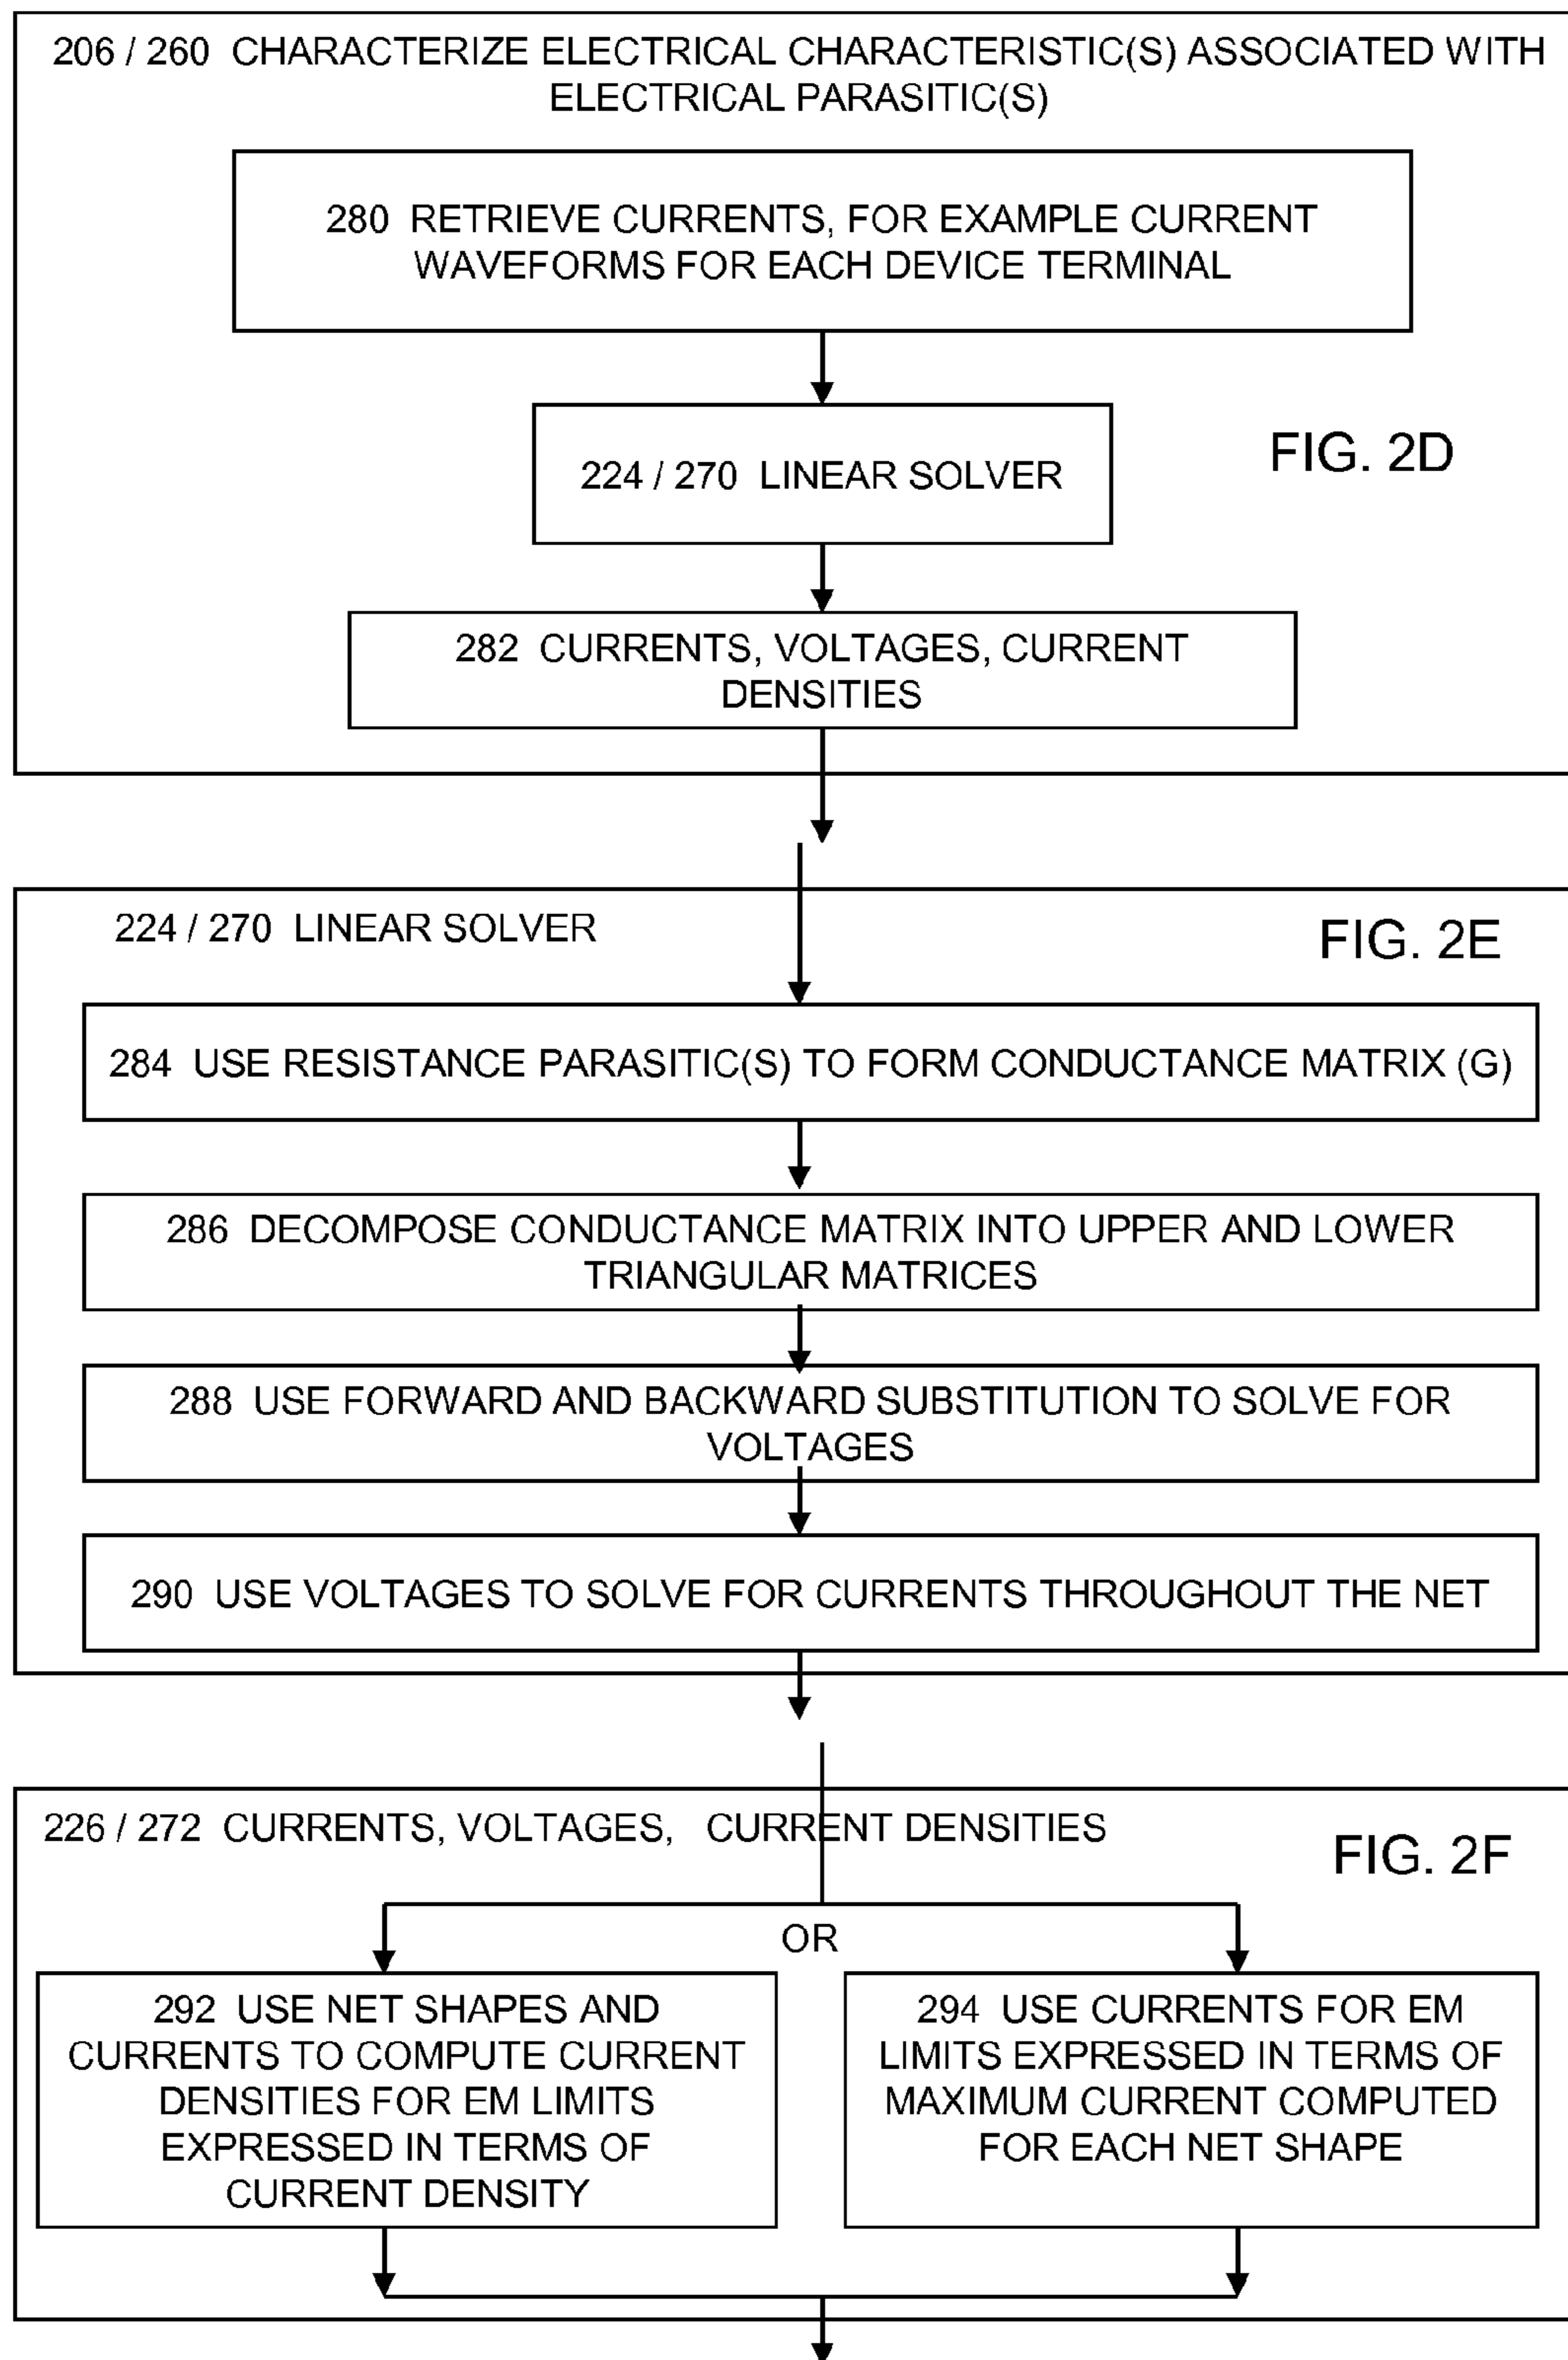 206 / 260 CHARACTERIZE ELECTRICAL CHARACTERISTIC(S) ASSOCIATED WITH
ELECTRICAL PARASITIC(S)
280 RETRIEVE CURRENTS, FOR EXAMPLE CURRENT
WAVEFORMS FOR EACH DEVICE TERMINAL
224 / 270 LINEAR SOLVER
FIG. 2D
282 CURRENTS, VOLTAGES, CURRENT
DENSITIES
224 / 270 LINEAR SOLVER
FIG. 2E
284 USE RESISTANCE PARASITIC(S) TO FORM CONDUCTANCE MATRIX (G)
286 DECOMPOSE CONDUCTANCE MATRIX INTO UPPER AND LOWER
TRIANGULAR MATRICES
288 USE FORWARD AND BACKWARD SUBSTITUTION TO SOLVE FOR
VOLTAGES
290 USE VOLTAGES TO SOLVE FOR CURRENTS THROUGHOUT THE NET
226 / 272 CURRENTS, VOLTAGES, CURRENT DENSITIES
FIG. 2F
OR
292 USE NET SHAPES AND
CURRENTS TO COMPUTE CURRENT
DENSITIES FOR EM LIMITS
EXPRESSED IN TERMS OF
CURRENT DENSITY
294 USE CURRENTS FOR EM
LIMITS EXPRESSED IN TERMS OF
MAXIMUM CURRENT COMPUTED
FOR EACH NET SHAPE